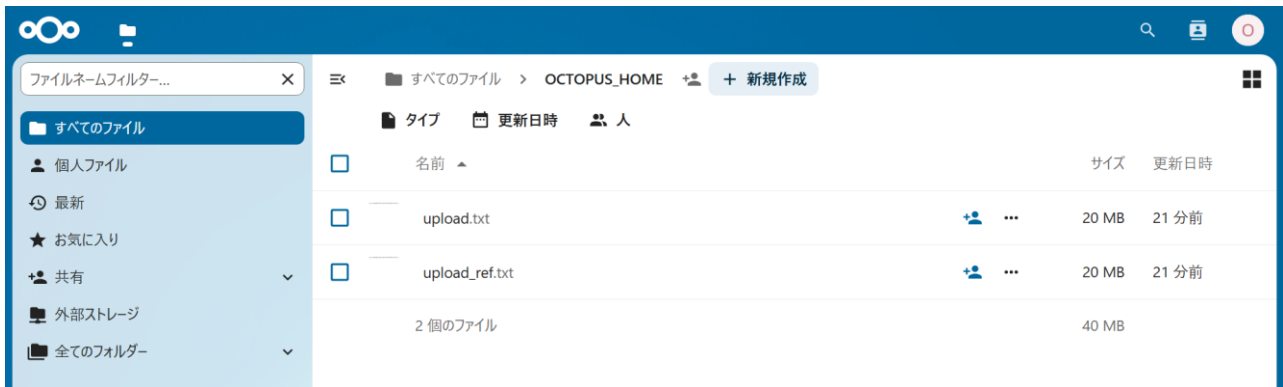 O
ファイルネームフィルター...
すべてのファイル
個人ファイル
最新
お気に入り
共有
外部ストレージ
全てのフォルダー
すべてのファイル > OCTOPUS_HOME + 新規作成
タイプ 更新日時 人
名前 サイズ 更新日時
upload.txt 20 MB 21 分前
upload_ref.txt 20 MB 21 分前
2 個のファイル 40 MB